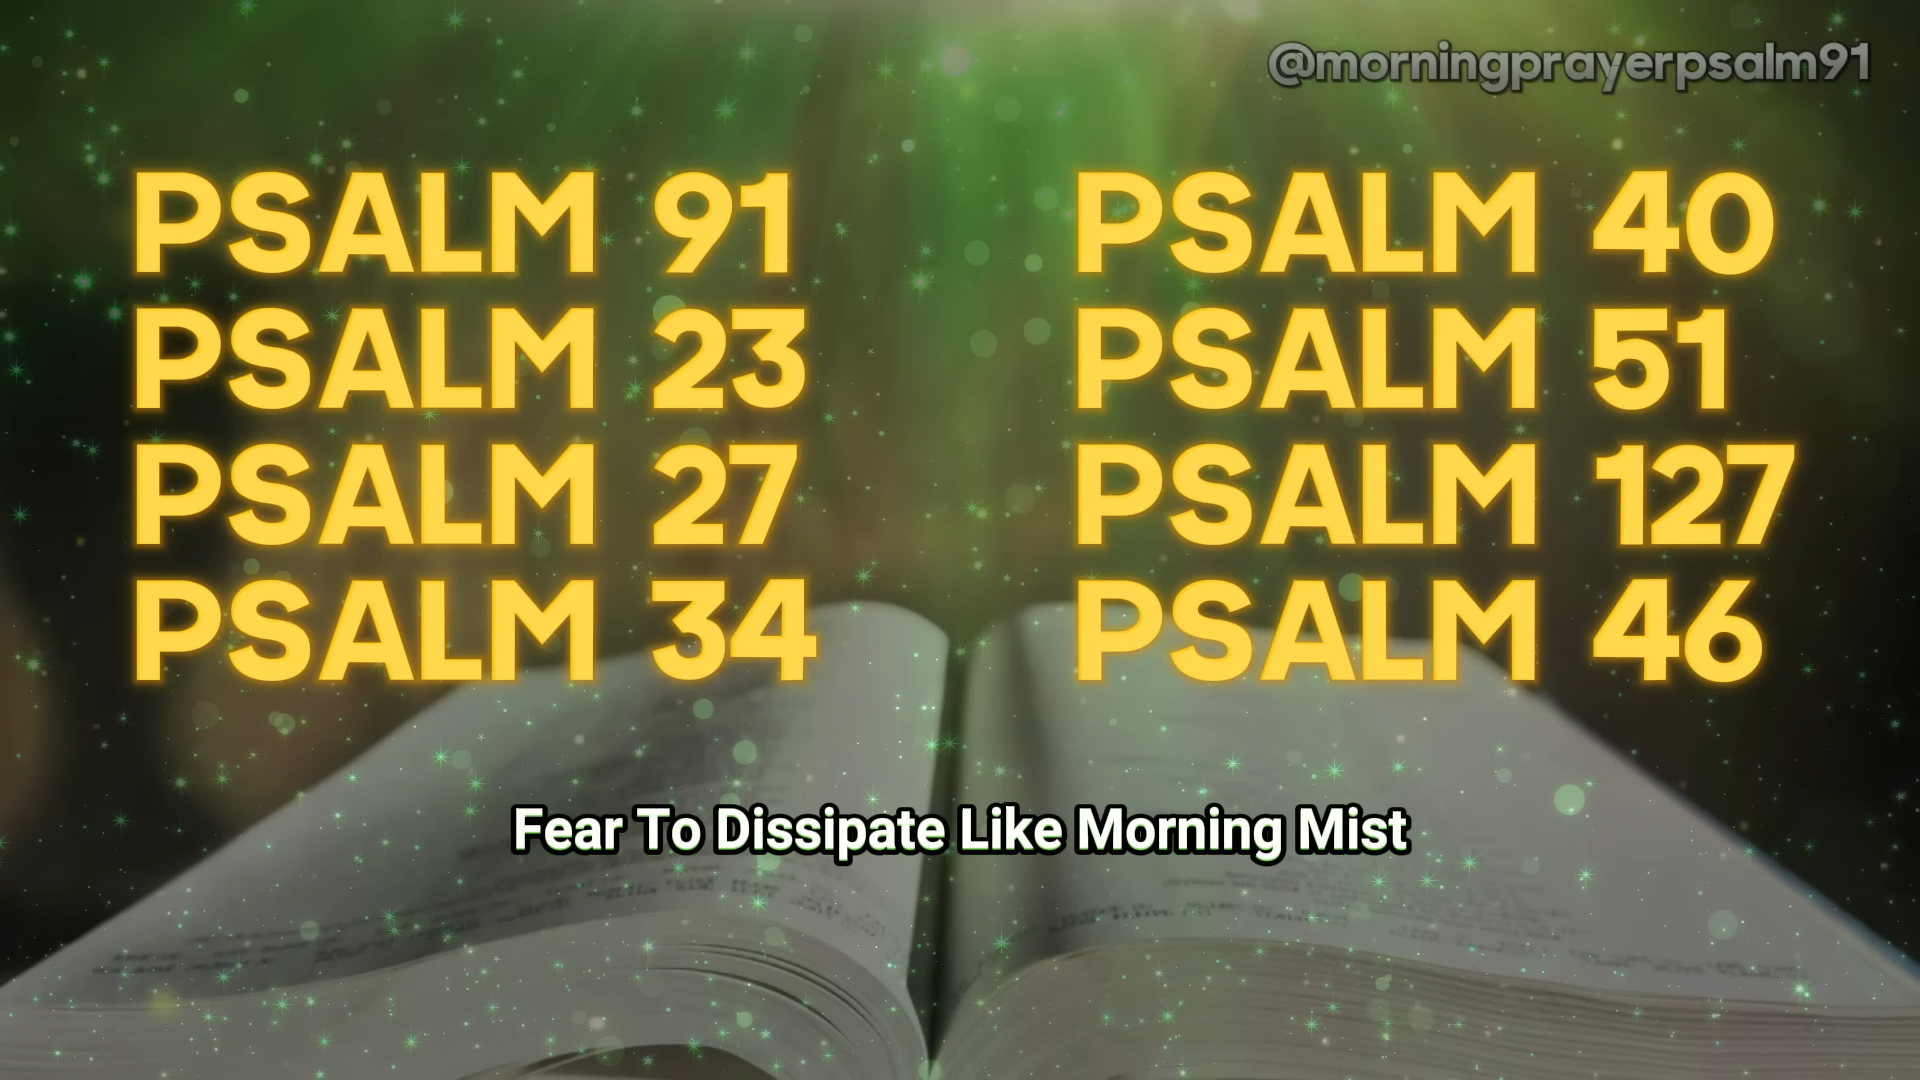 @morningprayerpsalm91
PSALM 91
PSALM 23
PSALM 27
PSALM 34
PSALM 40
PSALM 51
PSALM 127
PSALM 46
Fear To Dissipate Like Morning Mist